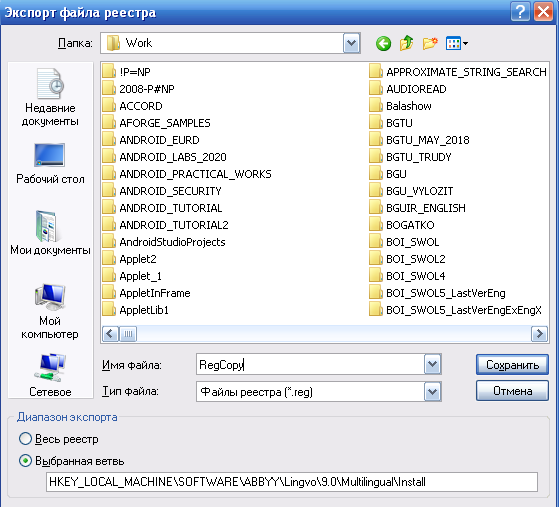 Экспорт файла реестра
Папка:
Work
Недавние документы
Рабочий стол
Мои документы
Мой компьютер
Сетевое
!P=NP
2008-P#NP
ACCORD
AFORGE_SAMPLES
ANDROID_EURD
ANDROID_LABS_2020
ANDROID_PRACTICAL_WORKS
ANDROID_SECURITY
ANDROID_TUTORIAL
ANDROID_TUTORIAL2
AndroidStudioProjects
Applet2
Applet_1
AppletInFrame
AppletLib1
APPROXIMATE_STRING_SEARCH
AUDIOREAD
Balashow
BGTU
BGTU_MAY_2018
BGTU_TRUDY
BGU
BGU_VYLOZIT
BGUIR_ENGLISH
BOGATKO
BOI_SWOL
BOI_SWOL2
BOI_SWOL4
BOI_SWOL5_LastVerEng
BOI_SWOL5_LastVerEngExEngX
Имя файла:
RegCopy
Сохранить
Тип файла:
Файлы реестра (*.reg)
Отмена
Диапазон экспорта
Весь реестр
Выбранная ветвь
HKEY_LOCAL_MACHINE\SOFTWARE\ABBYY\Lingvo\9.0\Multilingual\Install